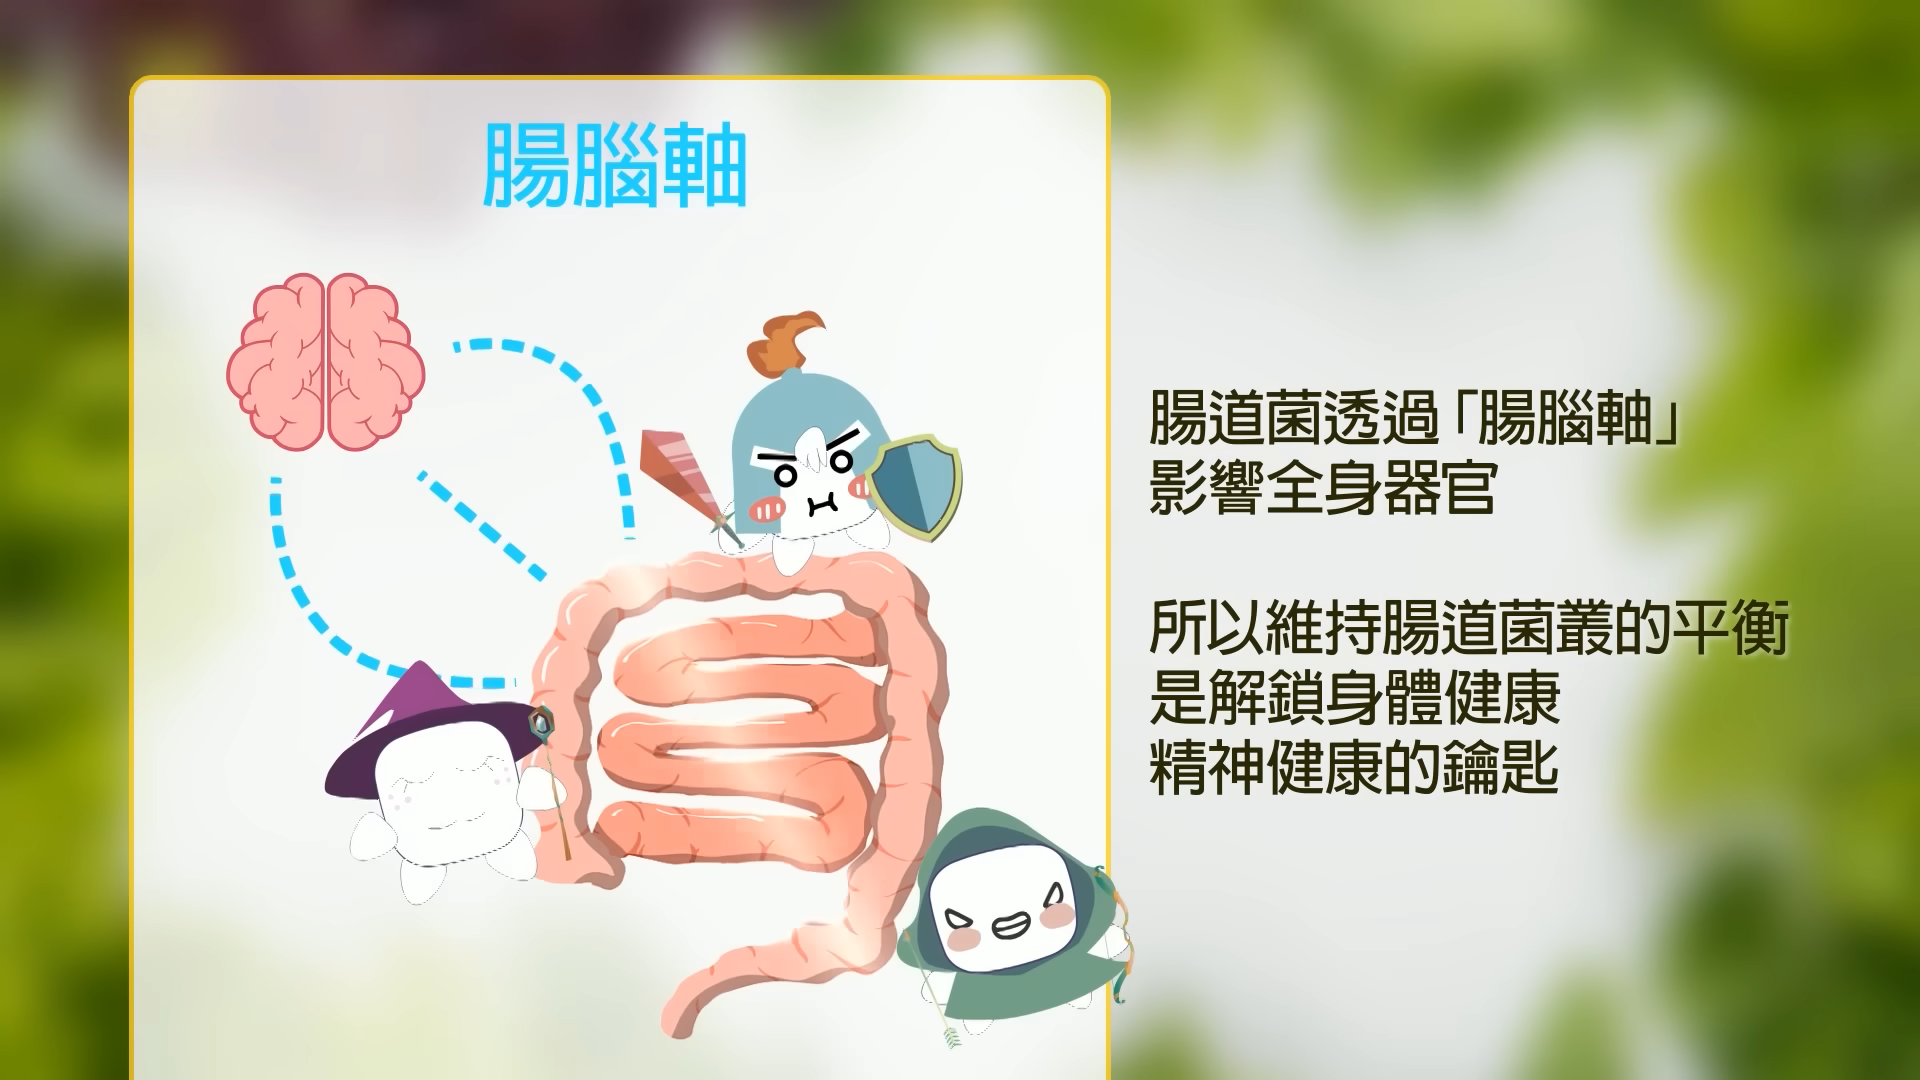 腸腦軸
腸道菌透過「腸腦軸」
影響全身器官
所以維持腸道菌叢的平衡
是解鎖身體健康
精神健康的鑰匙